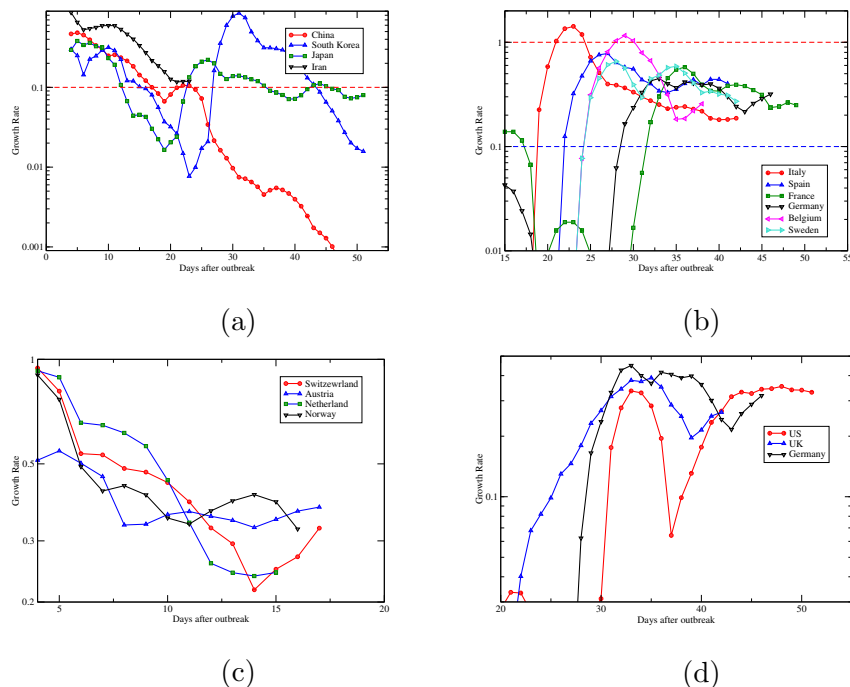 1
0.1
0.01
0.001
0
10
20
30
40
50
Growth Rate
Days after outbreak
China
South Korea
Japan
Iran
(a)
1
0.1
0.01
15
20
25
30
35
40
45
50
55
Growth Rate
Days after outbreak
Italy
Spain
France
Germany
Belgium
Sweden
(b)
1
0.5
0.3
0.2
5
10
15
20
Growth Rate
Days after outbreak
Switzewrland
Austria
Netherland
Norway
(c)
0.1
20
30
40
50
Growth Rate
Days after outbreak
US
UK
Germany
(d)